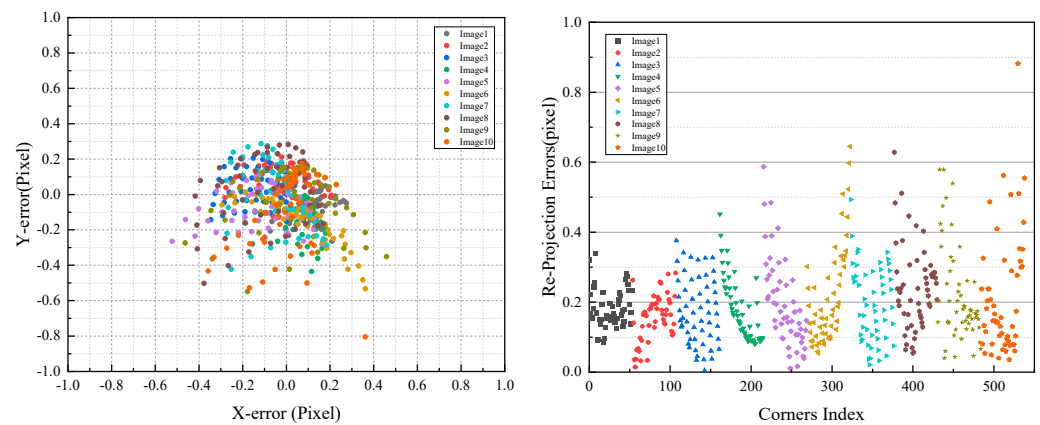 1.0
0.8
0.6
0.4
0.2
0.0
-0.2
-0.4
-0.6
-0.8
-1.0
Y-error(Pixel)
-1.0 -0.8 -0.6 -0.4 -0.2 0.0 0.2 0.4 0.6 0.8 1.0
X-error (Pixel)
Image1
Image2
Image3
Image4
Image5
Image6
Image7
Image8
Image9
Image10
1.0
0.8
0.6
0.4
0.2
0.0
Re-Projection Errors(pixel)
0 100 200 300 400 500
Corners Index
Image1
Image2
Image3
Image4
Image5
Image6
Image7
Image8
Image9
Image10